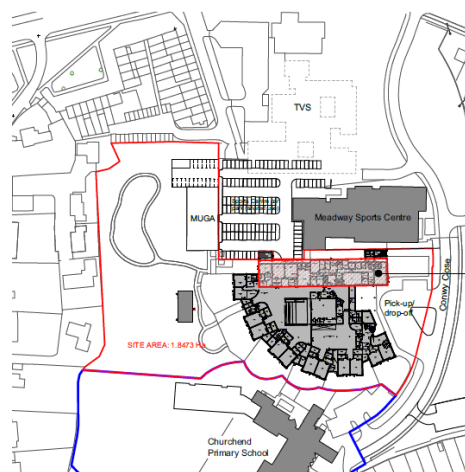 TVS
MUGA
Meadway Sports Centre
Conwy Close
Pick-up/
drop-off
SITE AREA: 1.8473 Ha
Churchend
Primary School